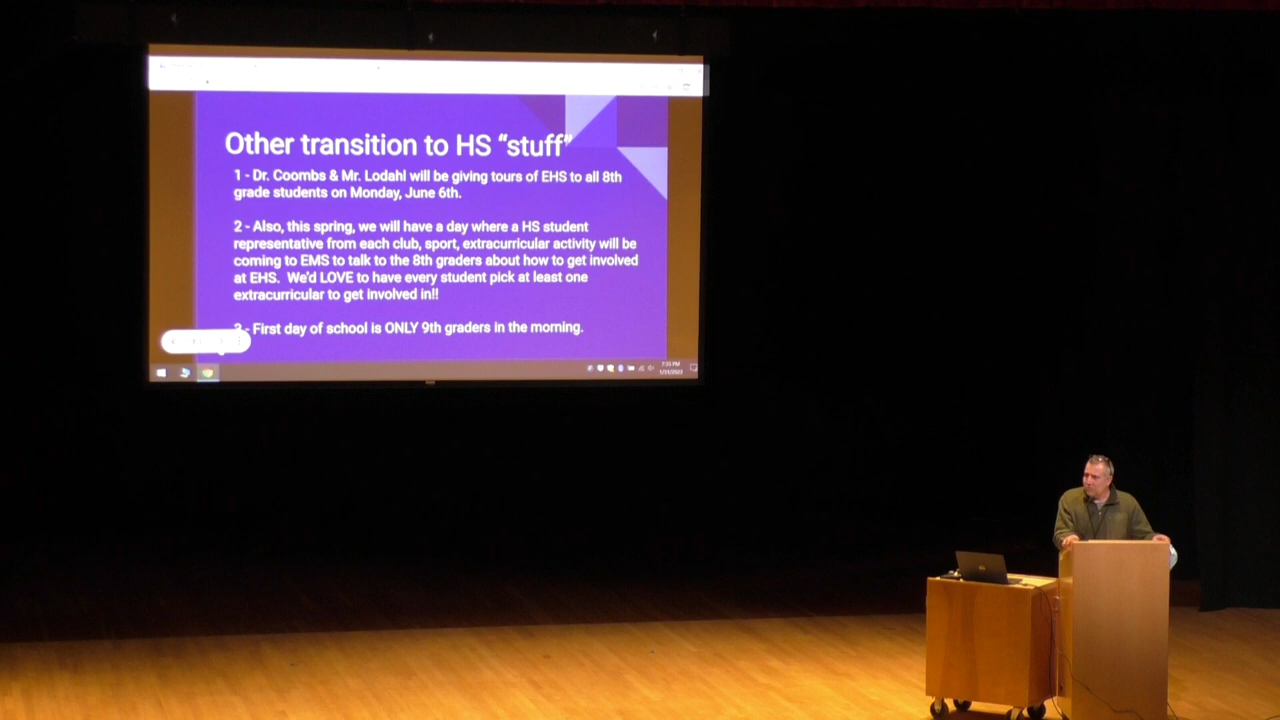 Other transition to HS “stuff”
1 - Dr. Coombs & Mr. Lodahl will be giving tours of EHS to all 8th
grade students on Monday, June 6th.
2 - Also, this spring, we will have a day where a HS student
representative from each club, sport, extracurricular activity will be
coming to EMS to talk to the 8th graders about how to get involved
at EHS.  We'd LOVE to have every student pick at least one
extracurricular to get involved in!!
3 - First day of school is ONLY 9th graders in the morning.
1/31/2022